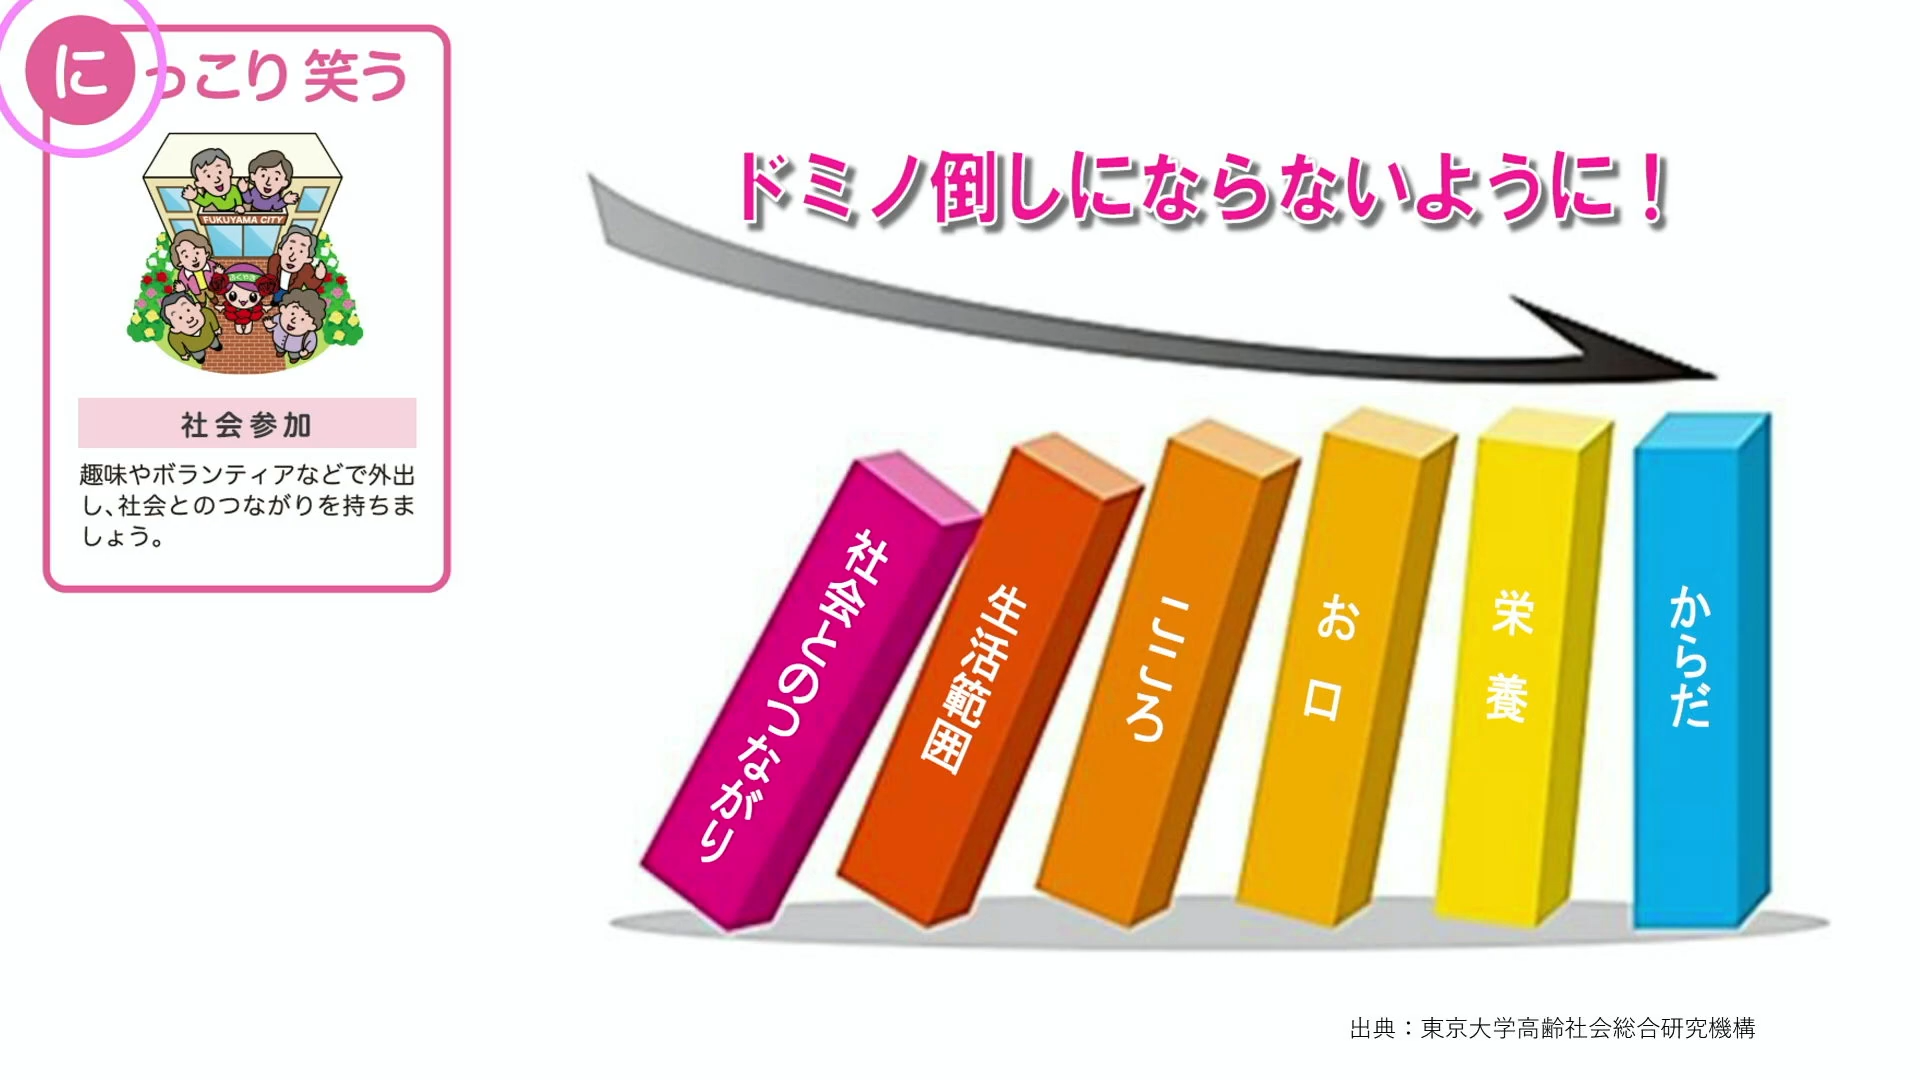 にっこり笑う
FUKUYAMA CITY
社会参加
趣味やボランティアなどで外出
し、社会とのつながりを持ちま
しょう。
ドミノ倒しにならないように！
社会とのつながり
生活範囲
こころ
お口
栄養
からだ
出典：東京大学高齢社会総合研究機構